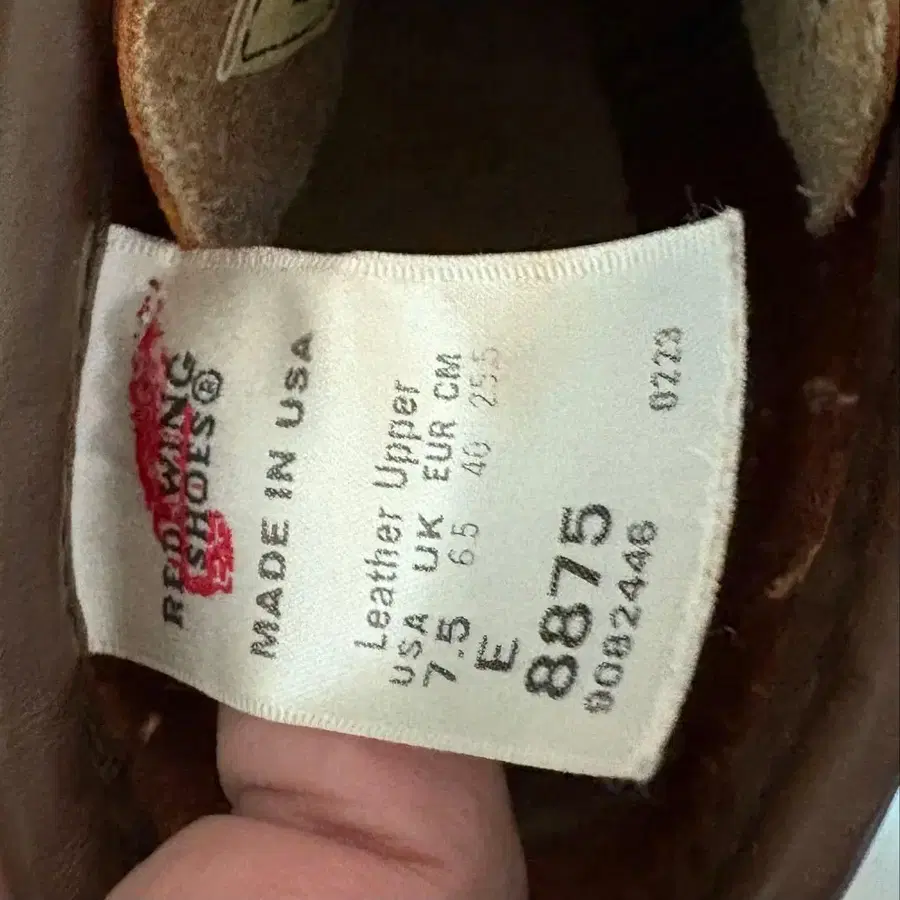 RED WING
SHOES®
MADE IN USA
Leather Upper
USA UK EUR CM
7.5 6.5 40 25.5
E
8875
0082446